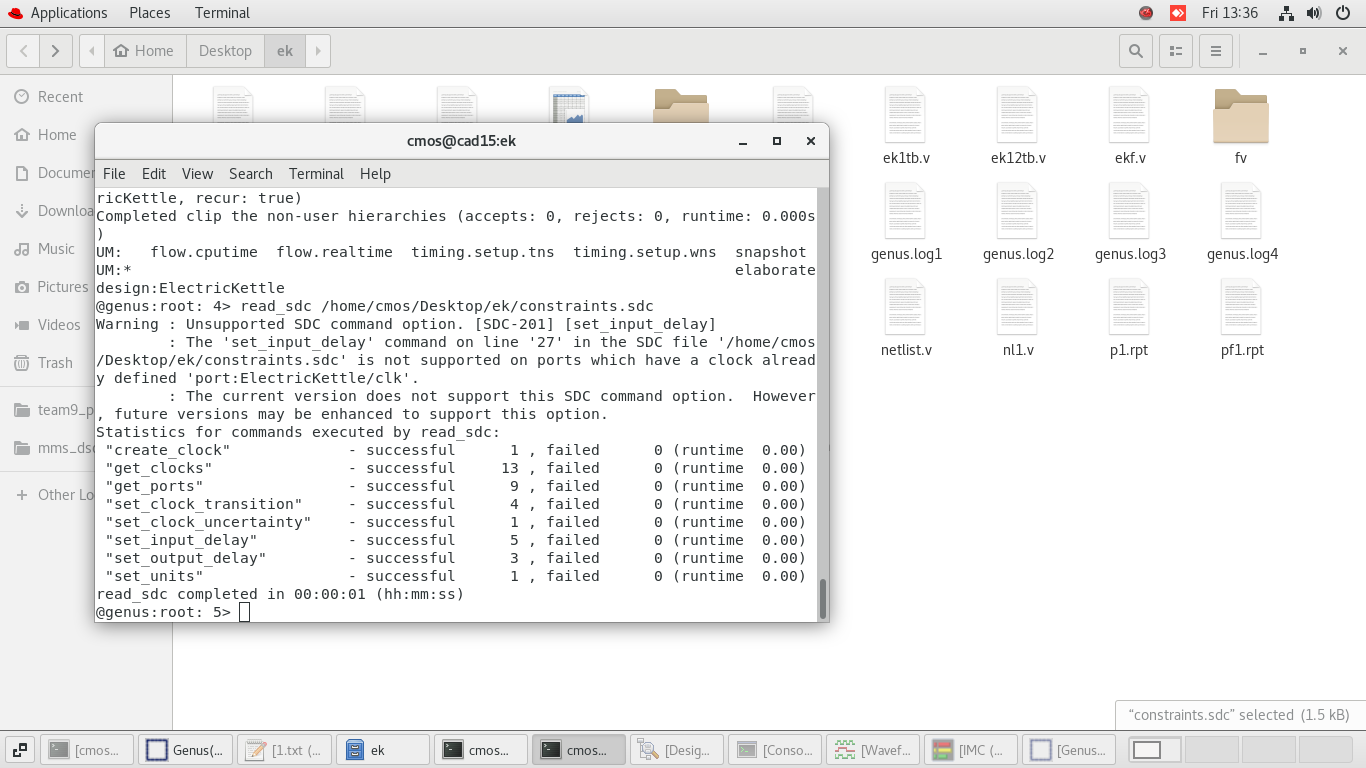 Applications Places Terminal Fri 13:36
Home Desktop ek
Recent
Home
Documen
Downloa
Music
Pictures
Videos
Trash
team9_p
mms_dso
Other Lo
ek1tb.v ek12tb.v ekf.v fv
genus.log1 genus.log2 genus.log3 genus.log4
netlist.v nl1.v p1.rpt pf1.rpt
cmos@cad15:ek
File Edit View Search Terminal Help
ricKettle, recur: true)
Completed clip the non-user hierarchies (accepts: 0, rejects: 0, runtime: 0.000s
)
UM: flow.cputime flow.realtime timing.setup.tns timing.setup.wns snapshot
UM:* elaborate
design:ElectricKettle
@genus:root: 4> read_sdc /home/cmos/Desktop/ek/constraints.sdc
Warning : Unsupported SDC command option. [SDC-201] [set_input_delay]
: The 'set_input_delay' command on line '27' in the SDC file '/home/cmos
/Desktop/ek/constraints.sdc' is not supported on ports which have a clock alread
y defined 'port:ElectricKettle/clk'.
: The current version does not support this SDC command option. However
, future versions may be enhanced to support this option.
Statistics for commands executed by read_sdc:
"create_clock" - successful 1 , failed 0 (runtime 0.00)
"get_clocks" - successful 13 , failed 0 (runtime 0.00)
"get_ports" - successful 9 , failed 0 (runtime 0.00)
"set_clock_transition" - successful 4 , failed 0 (runtime 0.00)
"set_clock_uncertainty" - successful 1 , failed 0 (runtime 0.00)
"set_input_delay" - successful 5 , failed 0 (runtime 0.00)
"set_output_delay" - successful 3 , failed 0 (runtime 0.00)
"set_units" - successful 1 , failed 0 (runtime 0.00)
read_sdc completed in 00:00:01 (hh:mm:ss)
@genus:root: 5>
“constraints.sdc” selected (1.5 kB)
[cmos... Genus(... [1.txt (... ek cmos... cmos... [Desig... [Conso... [Wavef... [IMC (... [Genus...